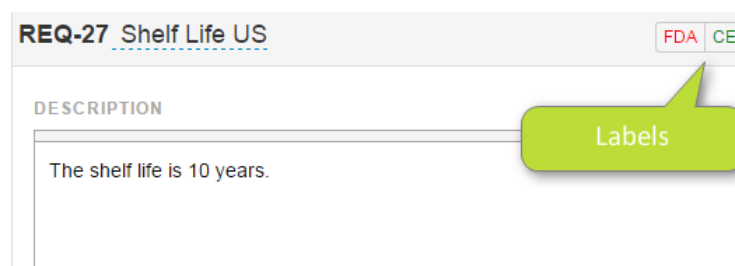 REQ-27 Shelf Life US
FDA CE
DESCRIPTION
Labels
The shelf life is 10 years.